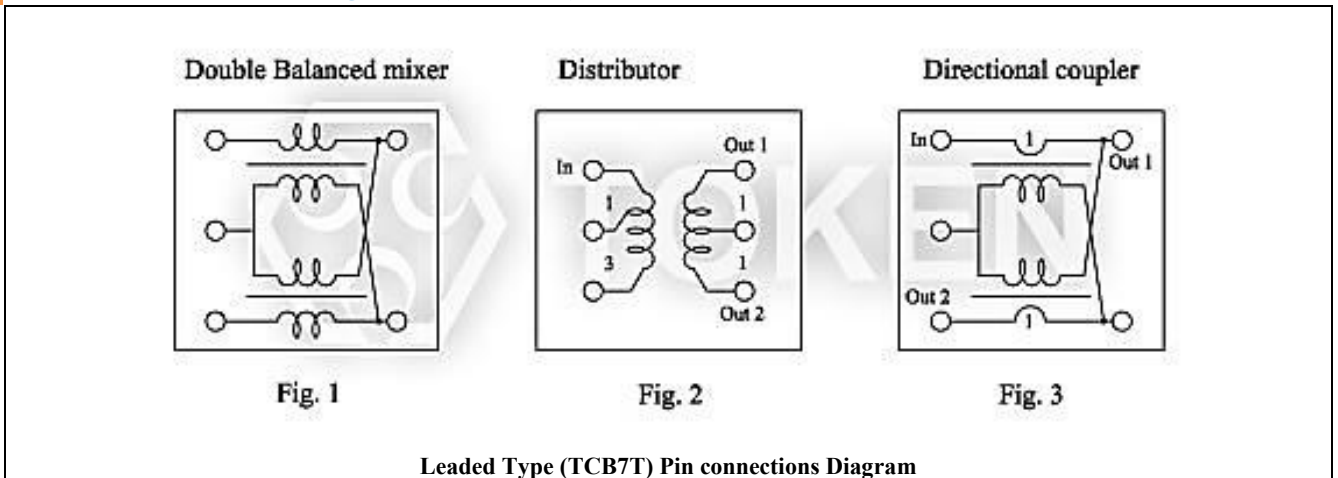 Double Balanced mixer
Distributor
Directional coupler
TOKEN
In
1
3
Out 1
1
1
Out 2
In
1
Out 1
Out 2
1
Fig. 1
Fig. 2
Fig. 3
Leaded Type (TCB7T) Pin connections Diagram